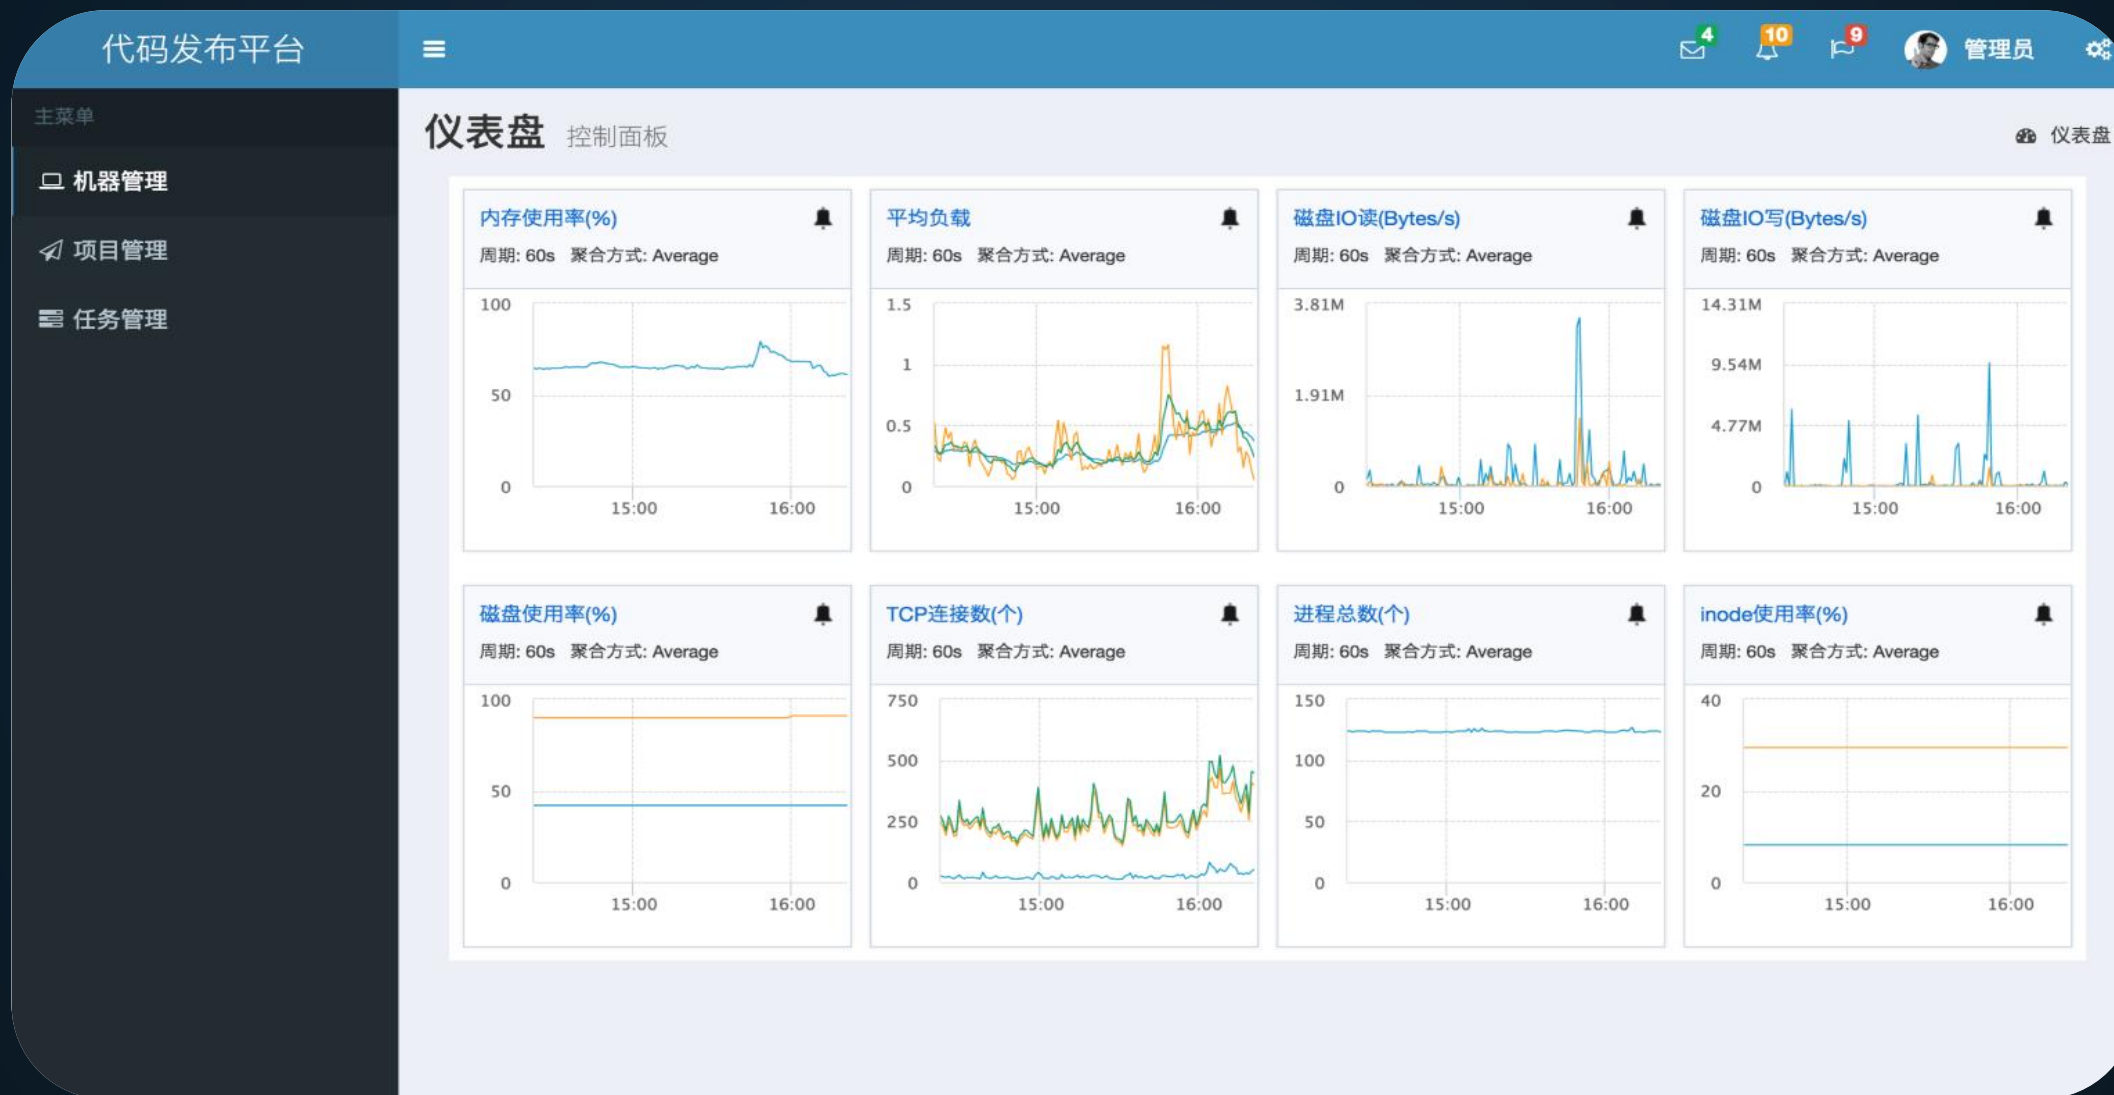 代码发布平台
4
10
9
管理员
主菜单
机器管理
项目管理
任务管理
仪表盘 控制面板
仪表盘
内存使用率(%)
周期: 60s 聚合方式: Average
100
50
0
15:00 16:00
平均负载
周期: 60s 聚合方式: Average
1.5
1
0.5
0
15:00 16:00
磁盘IO读(Bytes/s)
周期: 60s 聚合方式: Average
3.81M
1.91M
0
15:00 16:00
磁盘IO写(Bytes/s)
周期: 60s 聚合方式: Average
14.31M
9.54M
4.77M
0
15:00 16:00
磁盘使用率(%)
周期: 60s 聚合方式: Average
100
50
0
15:00 16:00
TCP连接数(个)
周期: 60s 聚合方式: Average
750
500
250
0
15:00 16:00
进程总数(个)
周期: 60s 聚合方式: Average
150
100
50
0
15:00 16:00
inode使用率(%)
周期: 60s 聚合方式: Average
40
20
0
15:00 16:00